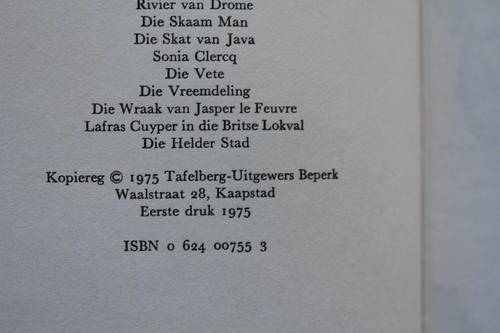 Rivier van Drome
Die Skaam Man
Die Skat van Java
Sonia Clercq
Die Vete
Die Vreemdeling
Die Wraak van Jasper le Feuvre
Lafras Cuyper in die Britse Lokval
Die Helder Stad
Kopiereg © 1975 Tafelberg-Uitgewers Beperk
Waalstraat 28, Kaapstad
Eerste druk 1975
ISBN 0 624 00755 3